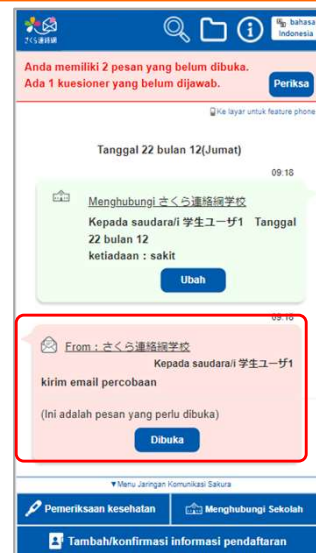 さくら連絡網
bahasa
Indonesia
Anda memiliki 2 pesan yang belum dibuka.
Ada 1 kuesioner yang belum dijawab.
Periksa
Ke layar untuk feature phone
Tanggal 22 bulan 12(Jumat)
09:18
Menghubungi さくら連絡網学校
Kepada saudara/i 学生ユーザ1 Tanggal
22 bulan 12
ketiadaan : sakit
Ubah
09:18
From : さくら連絡網学校
Kepada saudara/i 学生ユーザ1
kirim email percobaan
(Ini adalah pesan yang perlu dibuka)
Dibuka
▼Menu Jaringan Komunikasi Sakura
Pemeriksaan kesehatan
Menghubungi Sekolah
Tambah/konfirmasi informasi pendaftaran